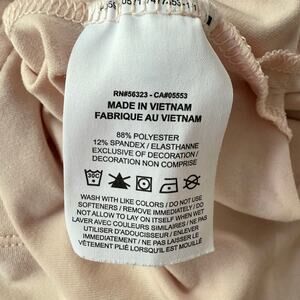 RN#56323 - CA#05553
MADE IN VIETNAM
FABRIQUE AU VIETNAM
88% POLYESTER
12% SPANDEX / ELASTHANNE
EXCLUSIVE OF DECORATION /
DECORATION EXCLUE
WASH WITH LIKE COLORS / DO NOT USE
SOFTENERS / REMOVE IMMEDIATELY / DO
NOT ALLOW TO LAY ON ITSELF WHEN WET
LAVER AVEC COULEURS SIMILAIRES / NE PAS
UTILISER D'ADOUCISSEUR / ENLEVER
IMMÉDIATEMENT / NE PAS LAISSER LE
VÊTEMENT PLIÉ LORSQU'IL EST MOUILLÉ